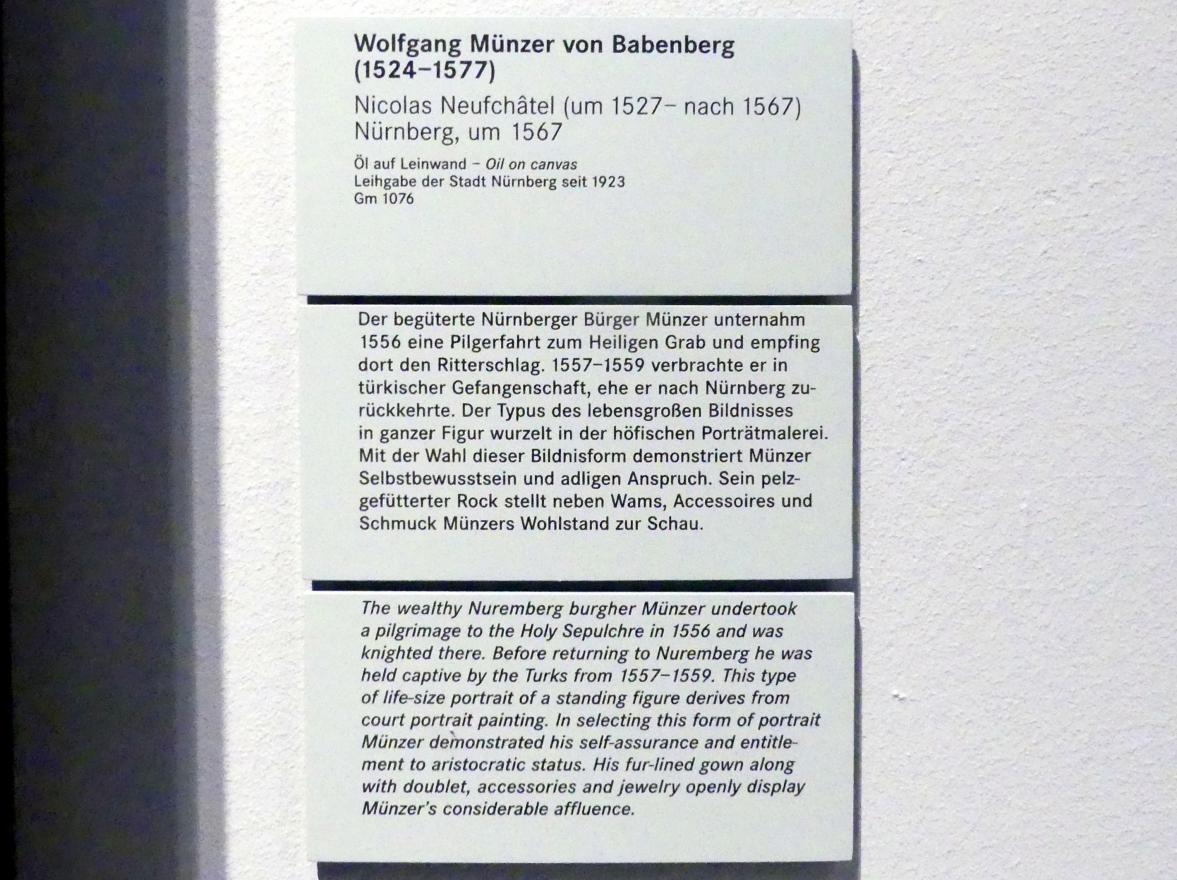 Wolfgang Münzer von Babenberg
(1524–1577)
Nicolas Neufchâtel (um 1527– nach 1567)
Nürnberg, um 1567
Öl auf Leinwand – Oil on canvas
Leihgabe der Stadt Nürnberg seit 1923
Gm 1076
Der begüterte Nürnberger Bürger Münzer unternahm
1556 eine Pilgerfahrt zum Heiligen Grab und empfing
dort den Ritterschlag. 1557–1559 verbrachte er in
türkischer Gefangenschaft, ehe er nach Nürnberg zu-
rückkehrte. Der Typus des lebensgroßen Bildnisses
in ganzer Figur wurzelt in der höfischen Porträtmalerei.
Mit der Wahl dieser Bildnisform demonstriert Münzer
Selbstbewusstsein und adligen Anspruch. Sein pelz-
gefütterter Rock stellt neben Wams, Accessoires und
Schmuck Münzers Wohlstand zur Schau.
The wealthy Nuremberg burgher Münzer undertook
a pilgrimage to the Holy Sepulchre in 1556 and was
knighted there. Before returning to Nuremberg he was
held captive by the Turks from 1557–1559. This type
of life-size portrait of a standing figure derives from
court portrait painting. In selecting this form of portrait
Münzer demonstrated his self-assurance and entitle-
ment to aristocratic status. His fur-lined gown along
with doublet, accessories and jewelry openly display
Münzer's considerable affluence.